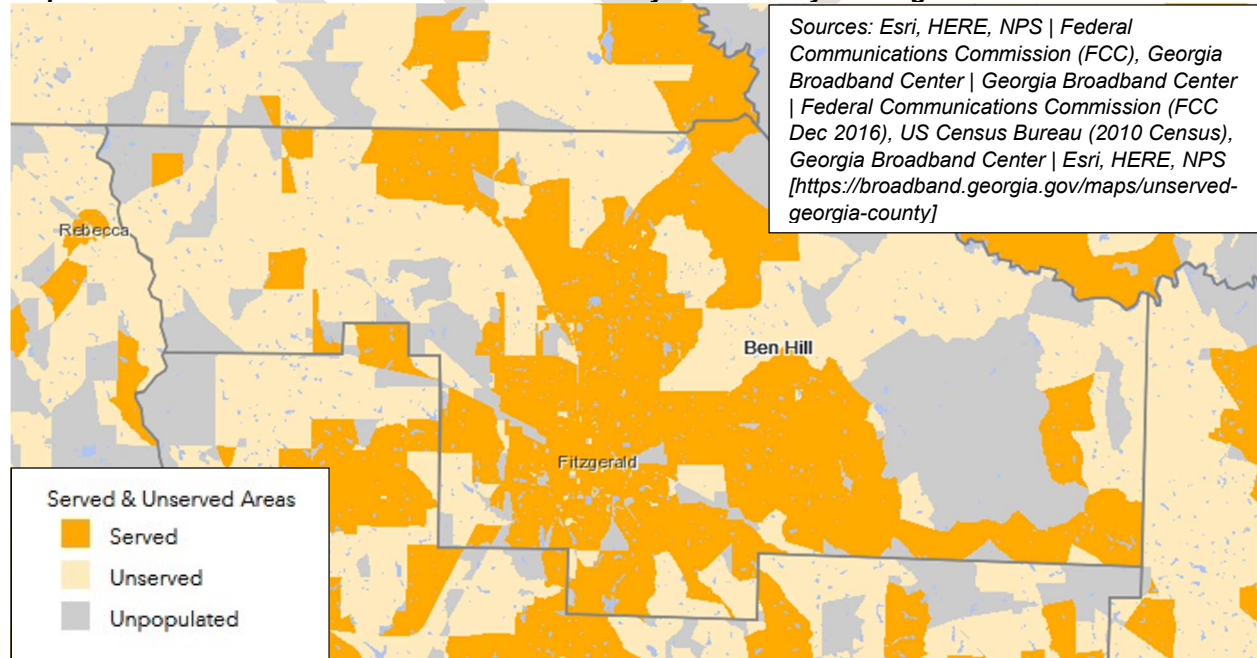 Sources: Esri, HERE, NPS | Federal
Communications Commission (FCC), Georgia
Broadband Center | Georgia Broadband Center
| Federal Communications Commission (FCC
Dec 2016), US Census Bureau (2010 Census),
Georgia Broadband Center | Esri, HERE, NPS
[https://broadband.georgia.gov/maps/unserved-
georgia-county]
Rebecca
Ben Hill
Fitzgerald
Served & Unserved Areas
Served
Unserved
Unpopulated